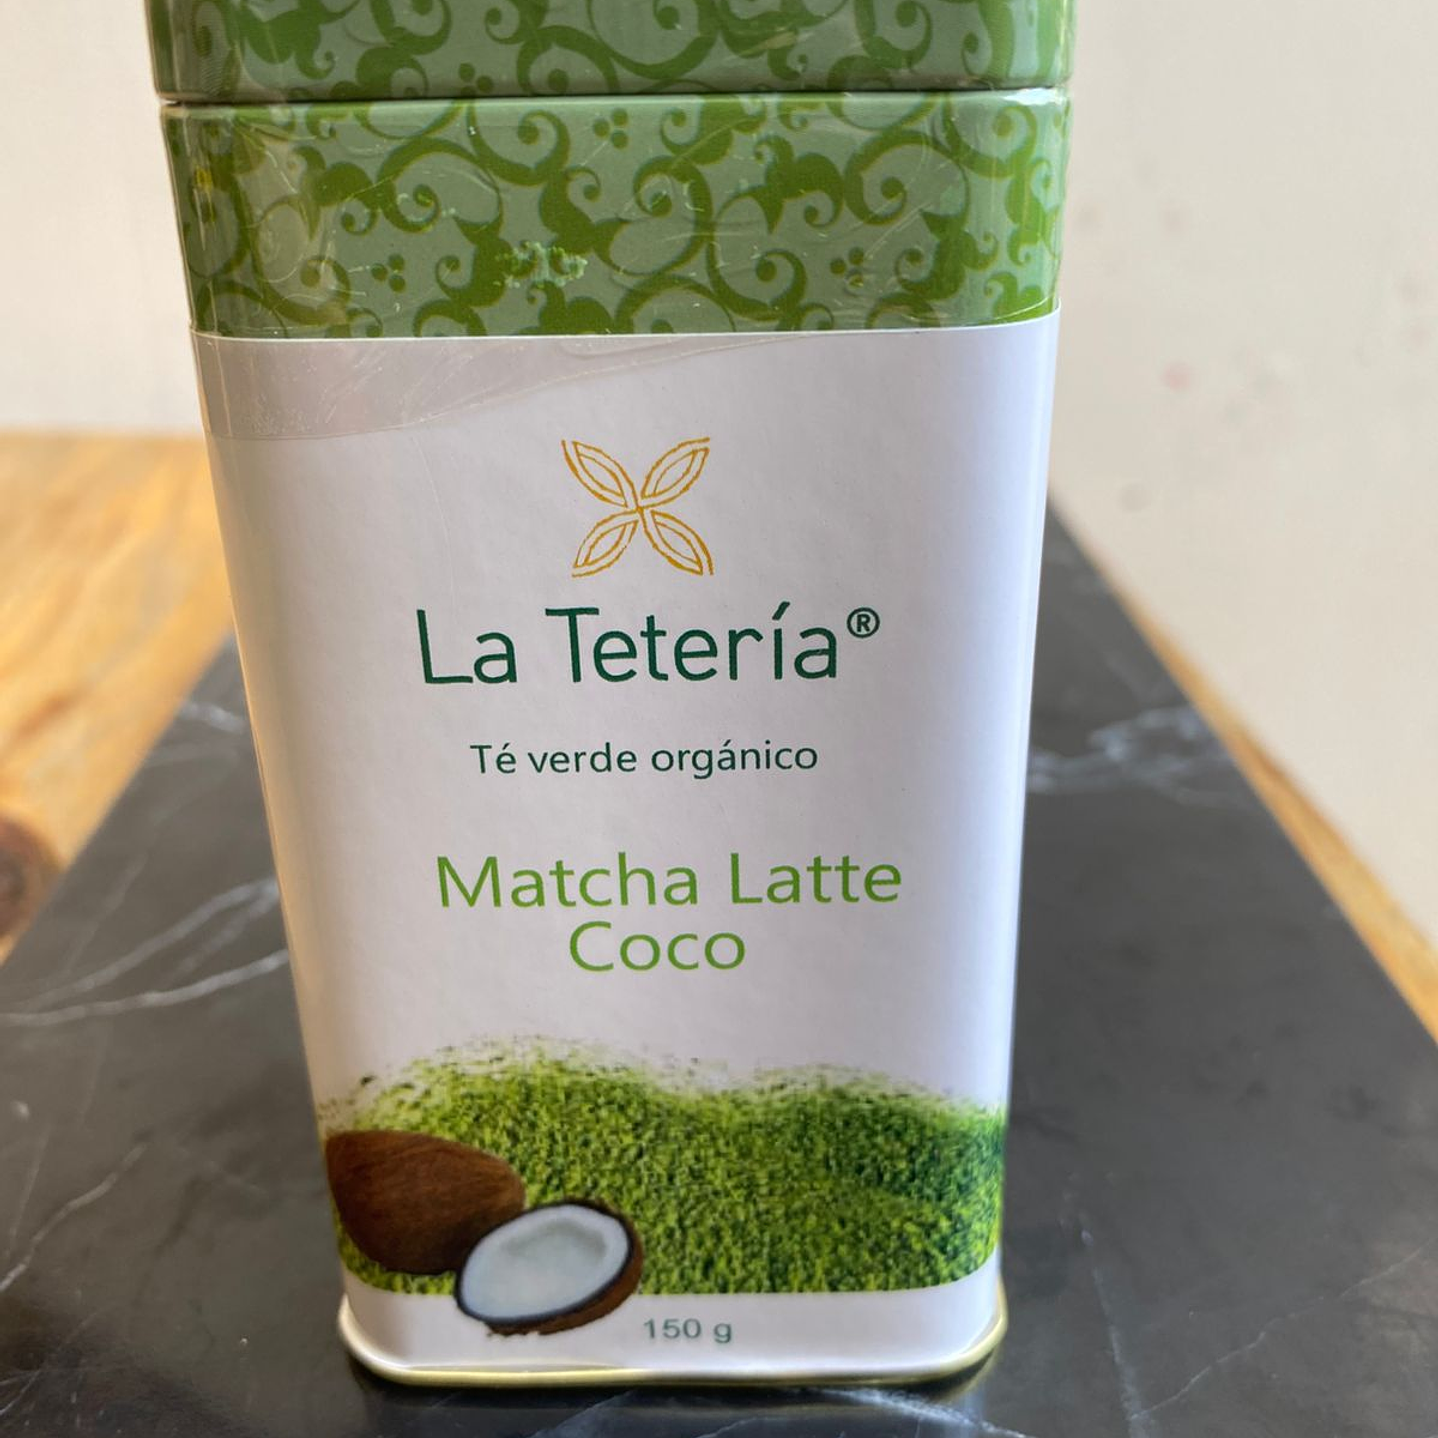 La Tetería®
Té verde orgánico
Matcha Latte
Coco
150 g